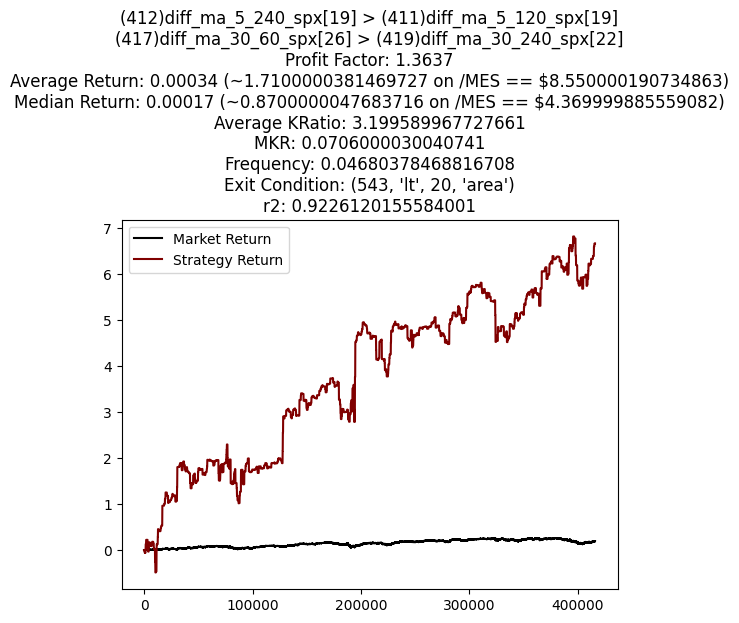 (412)diff_ma_5_240_spx[19] > (411)diff_ma_5_120_spx[19]
(417)diff_ma_30_60_spx[26] > (419)diff_ma_30_240_spx[22]
Profit Factor: 1.3637
Average Return: 0.00034 (~1.7100000381469727 on /MES == $8.550000190734863)
Median Return: 0.00017 (~0.8700000047683716 on /MES == $4.369999885559082)
Average KRatio: 3.199589967727661
MKR: 0.0706000030040741
Frequency: 0.04680378468816708
Exit Condition: (543, 'lt', 20, 'area')
r2: 0.9226120155584001
Market Return
Strategy Return
7
6
5
4
3
2
1
0
0 100000 200000 300000 400000